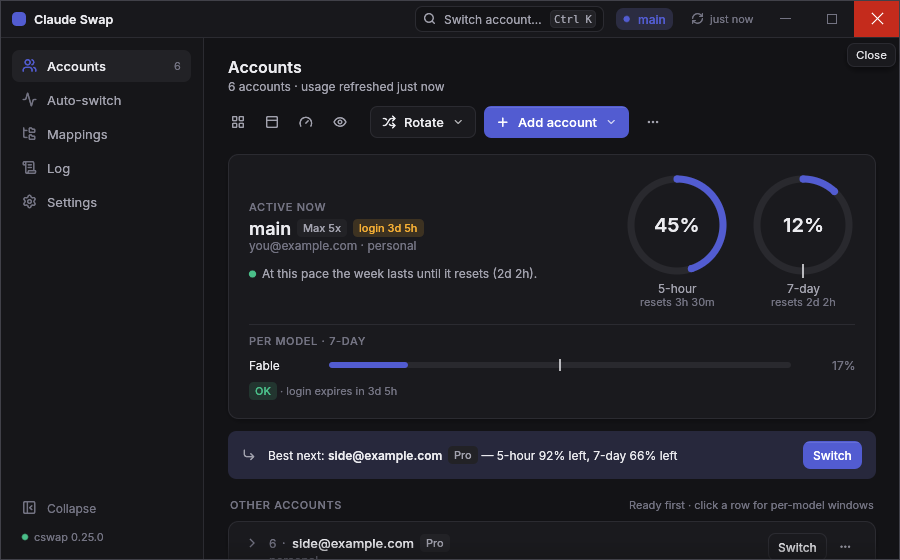 Claude Swap
Switch account... Ctrl K
main
just now
Close
Accounts 6
Auto-switch
Mappings
Log
Settings
Collapse
cswap 0.25.0
Accounts
6 accounts · usage refreshed just now
Rotate
Add account
ACTIVE NOW
main Max 5x login 3d 5h
you@example.com · personal
At this pace the week lasts until it resets (2d 2h).
45%
5-hour
resets 3h 30m
12%
7-day
resets 2d 2h
PER MODEL · 7-DAY
Fable 17%
OK · login expires in 3d 5h
Best next: side@example.com Pro — 5-hour 92% left, 7-day 66% left
Switch
OTHER ACCOUNTS
Ready first · click a row for per-model windows
6 · side@example.com Pro
personal
Switch